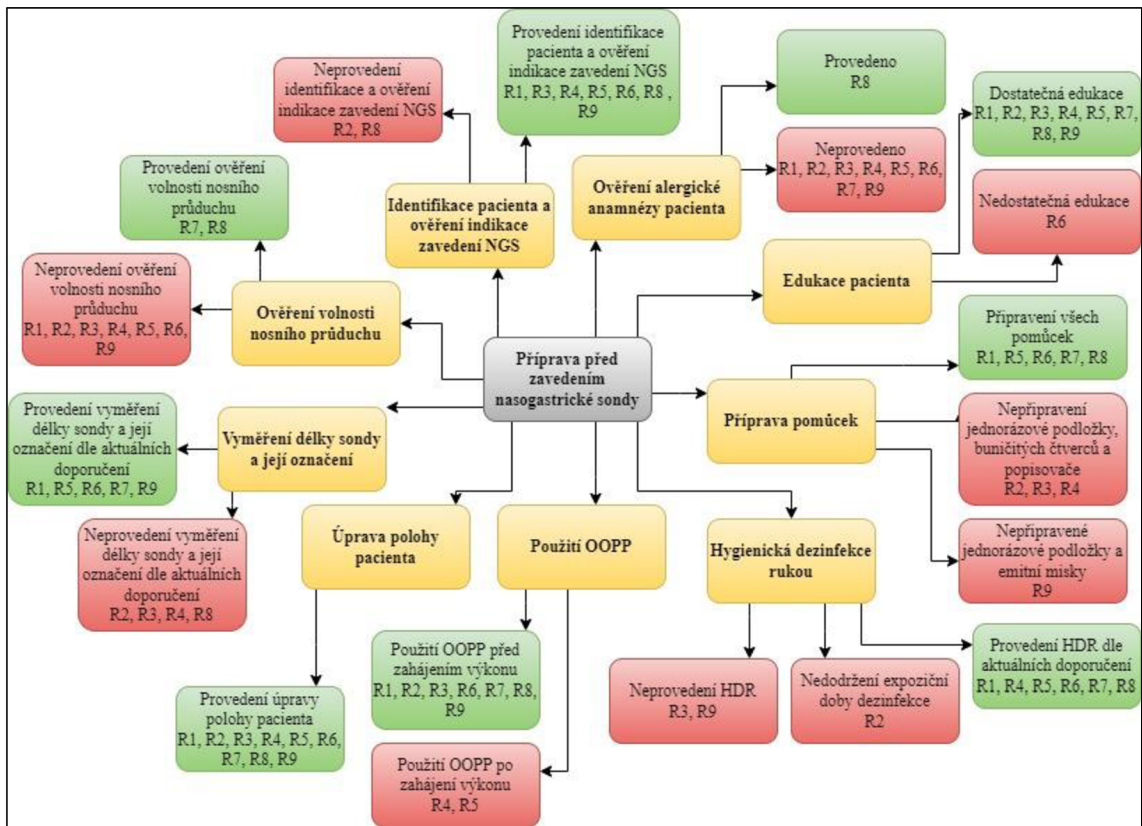 Provedení identifikace
pacienta a ověření
indikace zavedení NGS
R1, R3, R4, R5, R6, R8 ,
R9
Neprovedení
identifikace a ověření
indikace zavedení NGS
R2, R8
Provedeno
R8
Dostatečná edukace
R1, R2, R3, R4, R5, R7,
R8, R9
Neprovedeno
R1, R2, R3, R4, R5, R6,
R7, R9
Provedení ověření
volnosti nosního
průduchu
R7, R8
Identifikace pacienta a
ověření indikace
zavedení NGS
Ověření alergické
anamnézy pacienta
Nedostatečná edukace
R6
Neprovedení ověření
volnosti nosního
průduchu
R1, R2, R3, R4, R5, R6,
R9
Ověření volnosti
nosního průduchu
Edukace pacienta
Připravení všech
pomůcek
R1, R5, R6, R7, R8
Příprava před
zavedením
nasogastrické sondy
Provedení vyměření
délky sondy a její
označení dle aktuálních
doporučení
R1, R5, R6, R7, R9
Vyměření délky sondy
a její označení
Příprava pomůcek
Nepřipravení
jednorázové podložky,
buničitých čtverců a
popisovače
R2, R3, R4
Neprovedení vyměření
délky sondy a její
označení dle aktuálních
doporučení
R2, R3, R4, R8
Úprava polohy
pacienta
Použití OOPP
Hygienická dezinfekce
rukou
Nepřipravené
jednorázové podložky a
emitní misky
R9
Provedení úpravy
polohy pacienta
R1, R2, R3, R4, R5, R6,
R7, R8, R9
Použití OOPP před
zahájením výkonu
R1, R2, R3, R6, R7, R8,
R9
Neprovedení HDR
R3, R9
Nedodržení expoziční
doby dezinfekce
R2
Provedení HDR dle
aktuálních doporučení
R1, R4, R5, R6, R7, R8
Použití OOPP po
zahájení výkonu
R4, R5